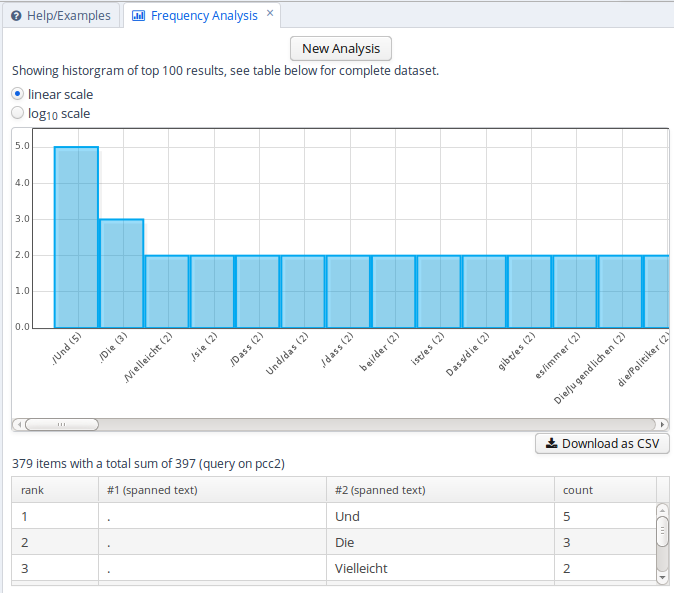 Help/Examples Frequency Analysis ×
New Analysis
Showing historgram of top 100 results, see table below for complete dataset.
linear scale
log10 scale
5.0
4.0
3.0
2.0
1.0
0.0
./Und (5)
./Die (3)
./Vielleicht (2)
./sie (2)
./Dass (2)
Und/das (2)
,/dass (2)
bei/der (2)
ist/es (2)
Dass/die (2)
gibt/es (2)
es/immer (2)
Die/Jugendlichen (2)
die/Politiker (2)
Download as CSV
379 items with a total sum of 397 (query on pcc2)
rank #1 (spanned text) #2 (spanned text) count
1 . Und 5
2 . Die 3
3 . Vielleicht 2